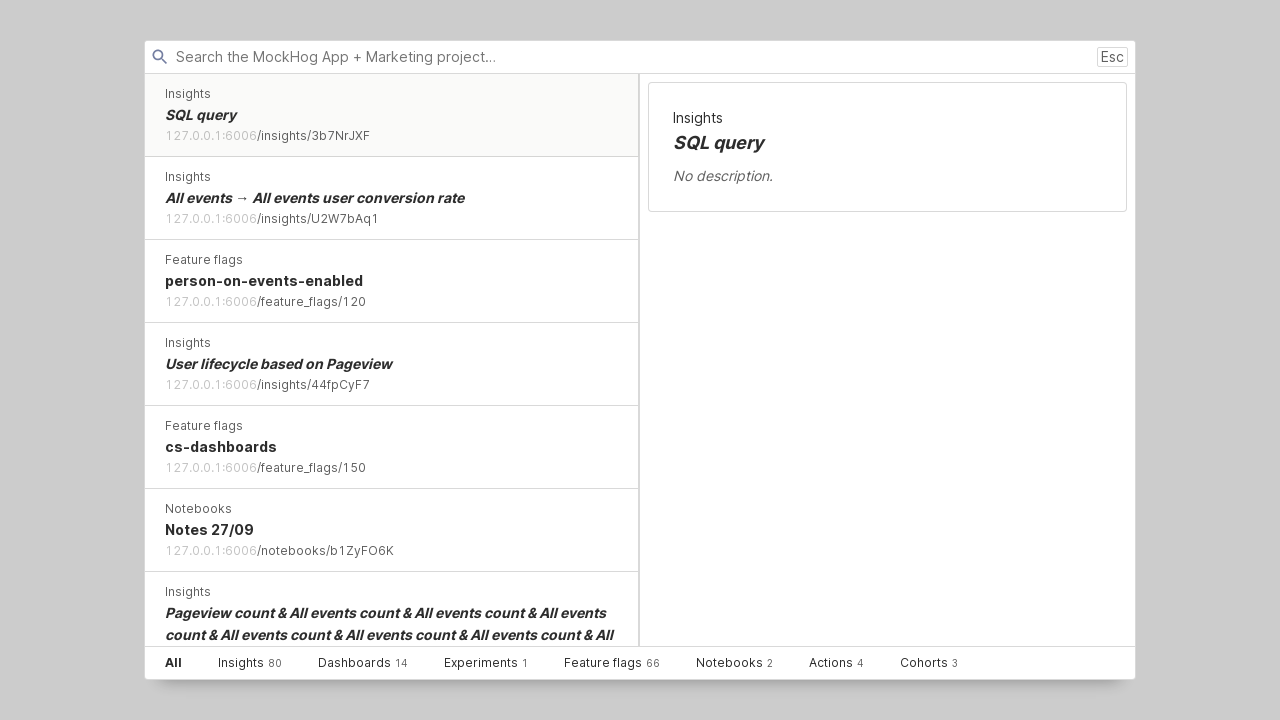 Search the MockHog App + Marketing project...
Esc
Insights
SQL query
127.0.0.1:6006/insights/3b7NrJXF
Insights
All events → All events user conversion rate
127.0.0.1:6006/insights/U2W7bAq1
Feature flags
person-on-events-enabled
127.0.0.1:6006/feature_flags/120
Insights
User lifecycle based on Pageview
127.0.0.1:6006/insights/44fpCyF7
Feature flags
cs-dashboards
127.0.0.1:6006/feature_flags/150
Notebooks
Notes 27/09
127.0.0.1:6006/notebooks/b1ZyFO6K
Insights
Pageview count & All events count & All events count & All events
count & All events count & All events count & All events count & All
Insights
SQL query
No description.
All Insights 80 Dashboards 14 Experiments 1 Feature flags 66 Notebooks 2 Actions 4 Cohorts 3